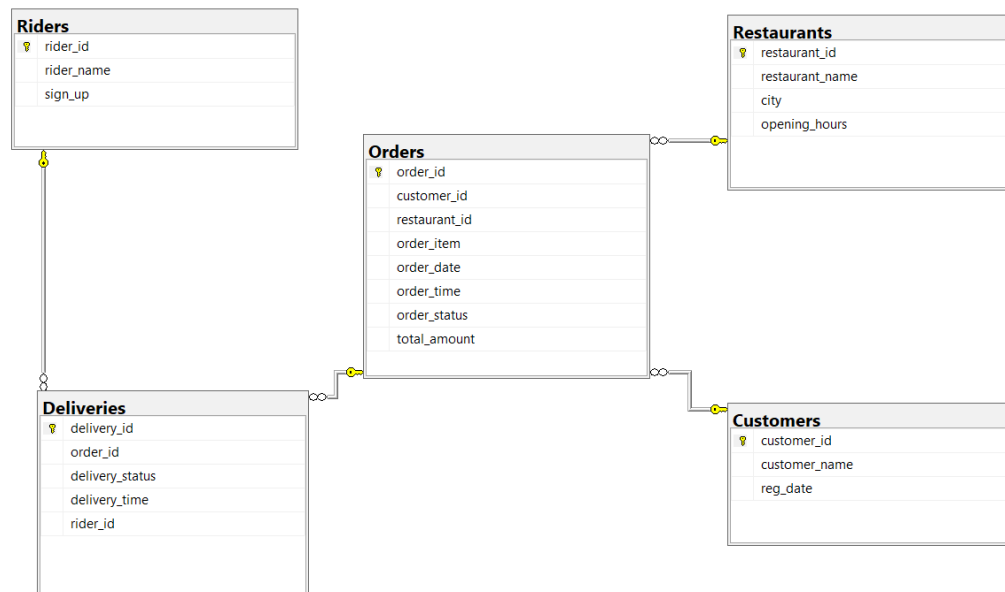 Riders
rider_id
rider_name
sign_up
Restaurants
restaurant_id
restaurant_name
city
opening_hours
Orders
order_id
customer_id
restaurant_id
order_item
order_date
order_time
order_status
total_amount
Deliveries
delivery_id
order_id
delivery_status
delivery_time
rider_id
Customers
customer_id
customer_name
reg_date